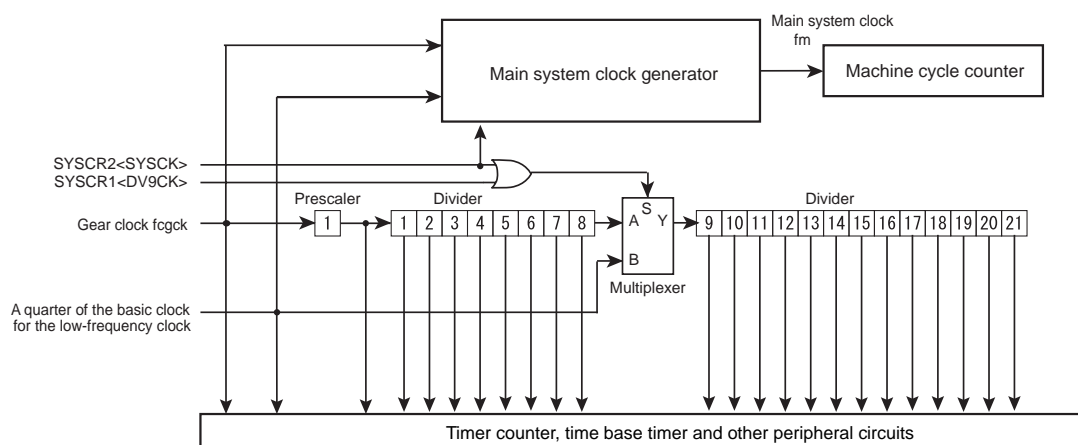 Main system clock
fm
Main system clock generator
Machine cycle counter
SYSCR2<SYSCK>
SYSCR1<DV9CK>
Prescaler
Divider
S
Divider
Gear clock fcgck
1
1 2 3 4 5 6 7 8
A
Y
9 10 11 12 13 14 15 16 17 18 19 20 21
B
Multiplexer
A quarter of the basic clock
for the low-frequency clock
Timer counter, time base timer and other peripheral circuits